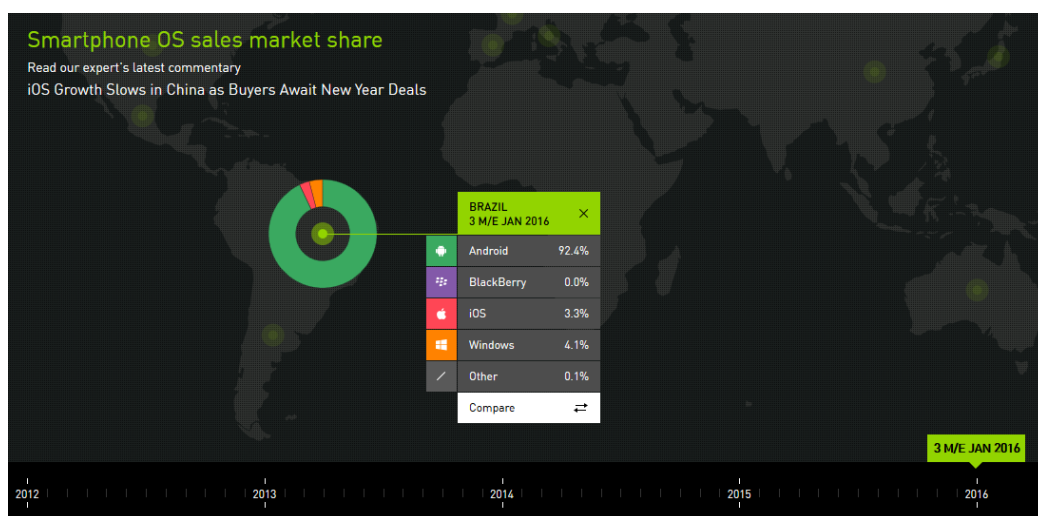 Smartphone OS sales market share
Read our expert's latest commentary
iOS Growth Slows in China as Buyers Await New Year Deals
BRAZIL
3 M/E JAN 2016
Android 92.4%
BlackBerry 0.0%
iOS 3.3%
Windows 4.1%
Other 0.1%
Compare
3 M/E JAN 2016
2012 2013 2014 2015 2016